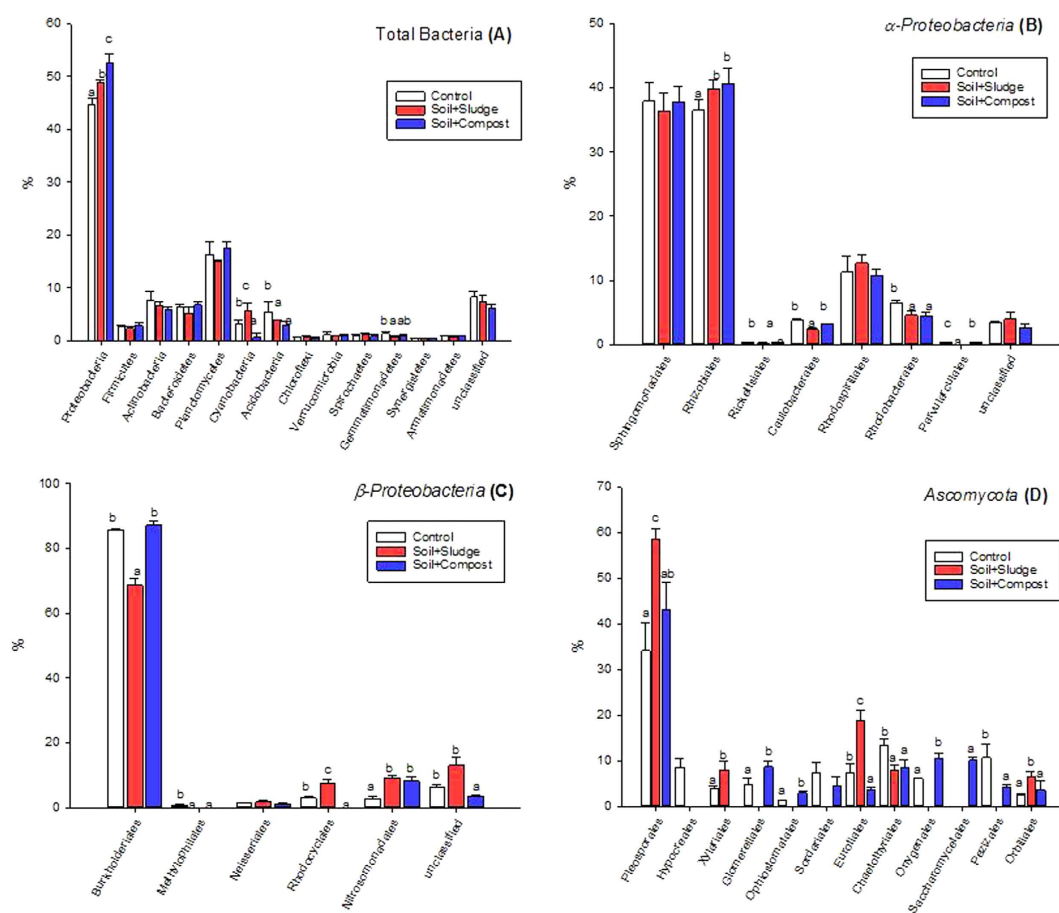 Total Bacteria (A)
Control
Soil+Sludge
Soil+Compost
%
60
50
40
30
20
10
0
a
b
c
b
c
a
b
a
a
b
a
ab
Proteobacteria
Firmicutes
Actinobacteria
Bacteroidetes
Planctomycetes
Cyanobacteria
Acidobacteria
Chloroflexi
Verrucomicrobia
Spirochaetes
Gemmatimonadetes
Synergistetes
Armatimonadetes
unclassified
α-Proteobacteria (B)
Control
Soil+Sludge
Soil+Compost
%
50
40
30
20
10
0
a
b
b
b
a
a
b
a
b
b
a
a
c
a
b
Sphingomonadales
Rhizobiales
Rickettsiales
Caulobacterales
Rhodospirillales
Rhodobacterales
Parvularculales
unclassified
β-Proteobacteria (C)
Control
Soil+Sludge
Soil+Compost
%
100
80
60
40
20
0
b
a
b
b
a
a
b
c
a
a
b
b
b
b
a
Burkholderiales
Methylophilales
Neisseriales
Rhodocyclales
Nitrosomonadales
unclassified
Ascomycota (D)
Control
Soil+Sludge
Soil+Compost
%
70
60
50
40
30
20
10
0
a
c
ab
a
b
a
b
a
b
b
c
a
b
a
a
a
b
b
b
a
a
b
a
Pleosporales
Hypocreales
Xylariales
Glomerellales
Ophiostomatales
Sordariales
Eurotiales
Chaetothyriales
Onygenales
Saccharomycetales
Pezizales
Orbiliales